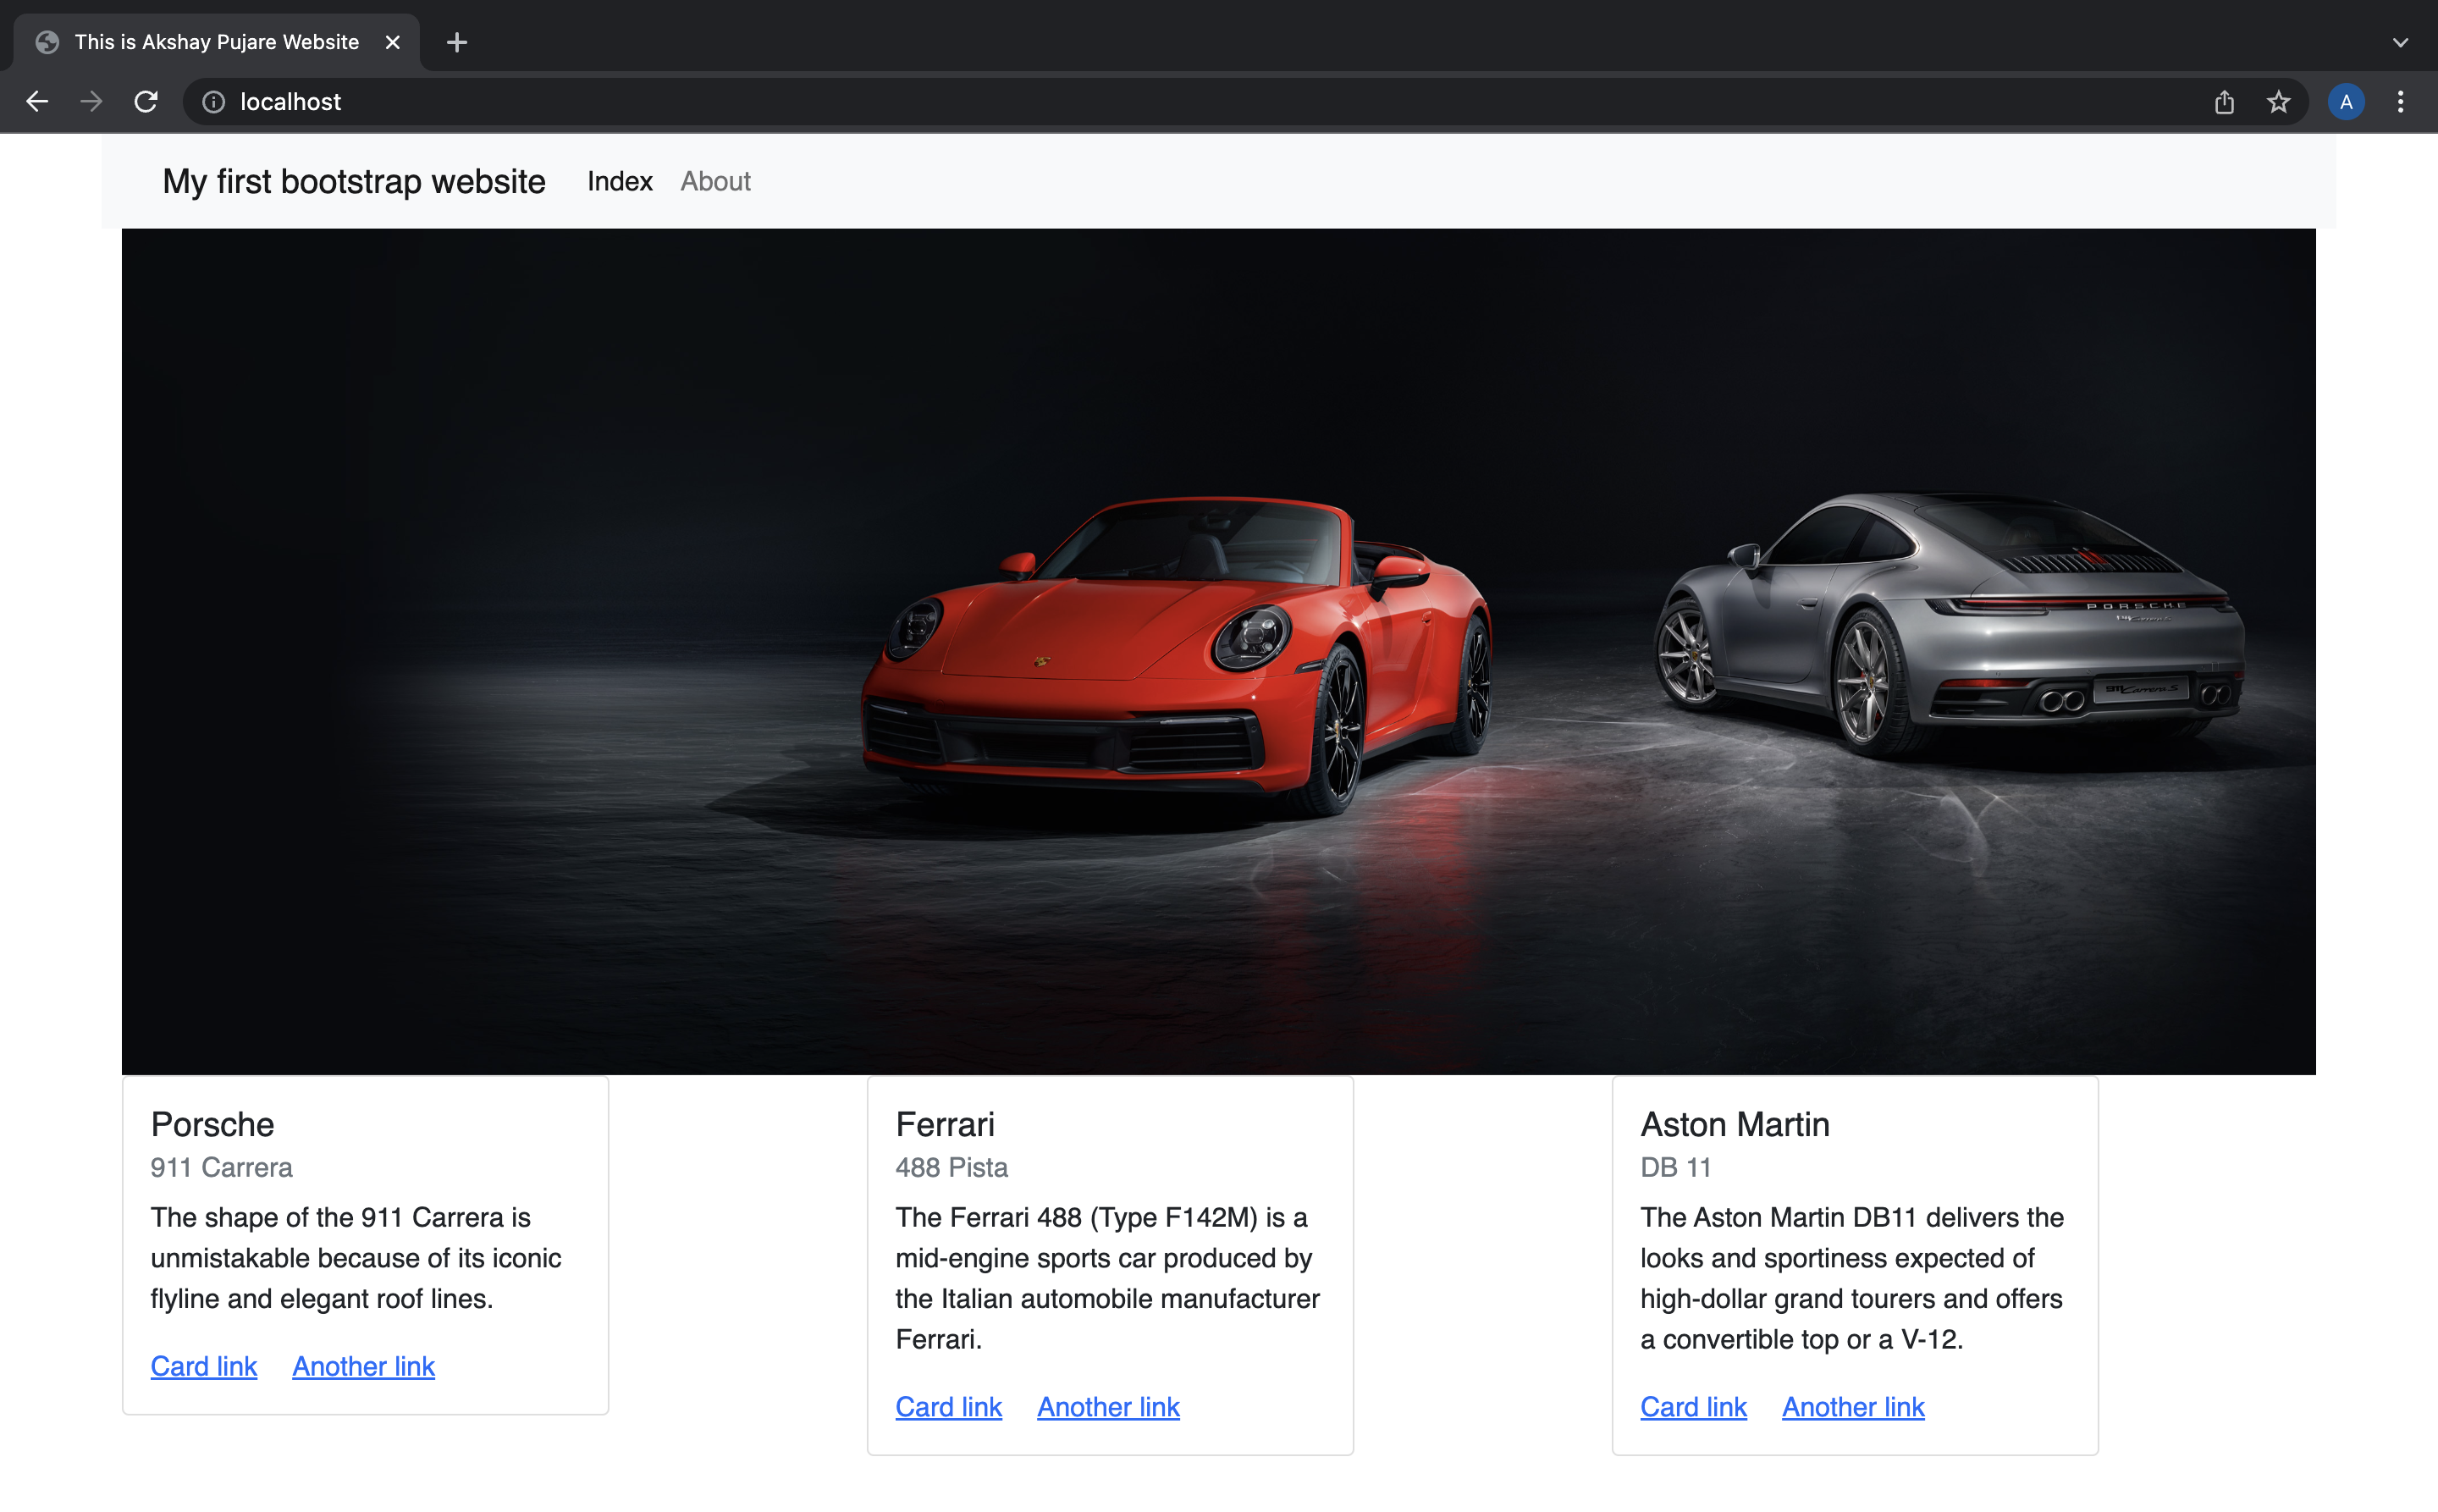 This is Akshay Pujare Website
localhost
A
My first bootstrap website Index About
PORSCHE
911 Carrera S
Porsche
911 Carrera
The shape of the 911 Carrera is
unmistakable because of its iconic
flyline and elegant roof lines.
Card link Another link
Ferrari
488 Pista
The Ferrari 488 (Type F142M) is a
mid-engine sports car produced by
the Italian automobile manufacturer
Ferrari.
Card link Another link
Aston Martin
DB 11
The Aston Martin DB11 delivers the
looks and sportiness expected of
high-dollar grand tourers and offers
a convertible top or a V-12.
Card link Another link